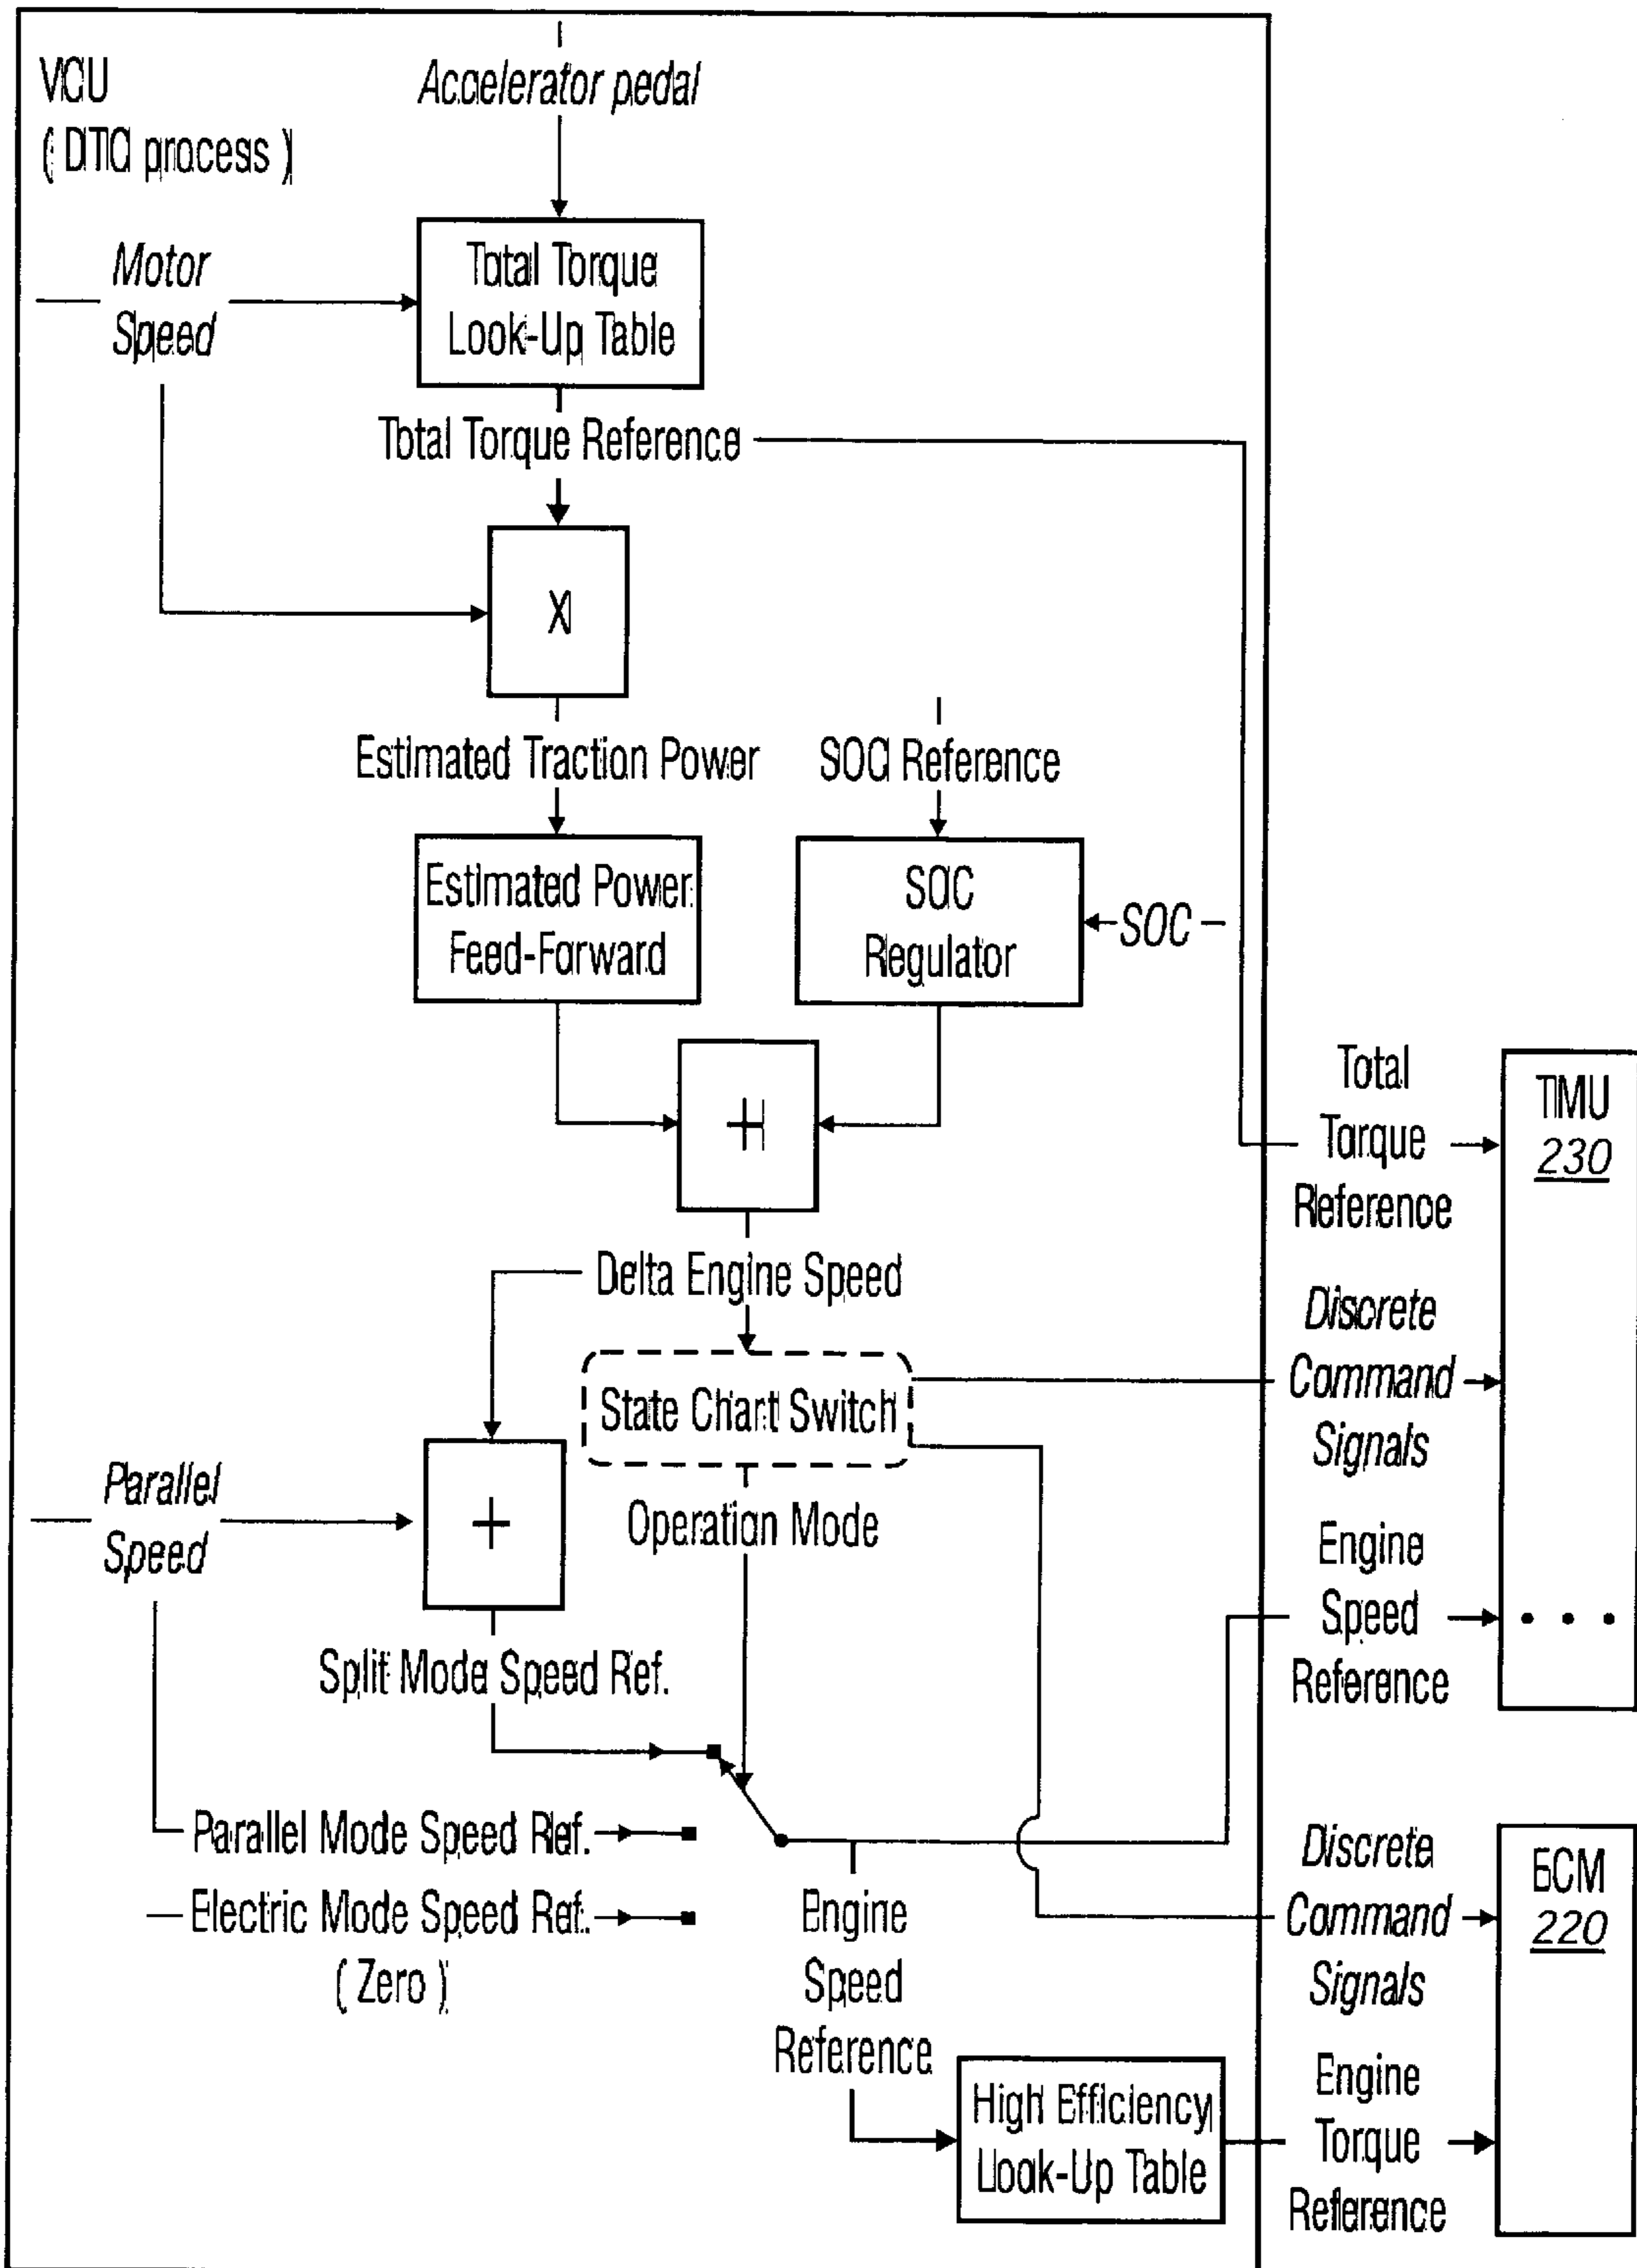 VCU
( DTC process )
Accelerator pedal
Motor
Speed
Total Torque
Look-Up Table
Total Torque Reference
X
Estimated Traction Power
SOC Reference
Estimated Power
Feed-Forward
SOC
Regulator
SOC
+
Total
Torque
Reference
TMU
230
Delta Engine Speed
Discrete
Command
Signals
State Chart Switch
Parallel
Speed
+
Operation Mode
Engine
Speed
Reference
. . .
Split Mode Speed Ref.
Parallel Mode Speed Ref.
Electric Mode Speed Ref.
( Zero )
Engine
Speed
Reference
Discrete
Command
Signals
ECM
220
High Efficiency
Look-Up Table
Engine
Torque
Reference